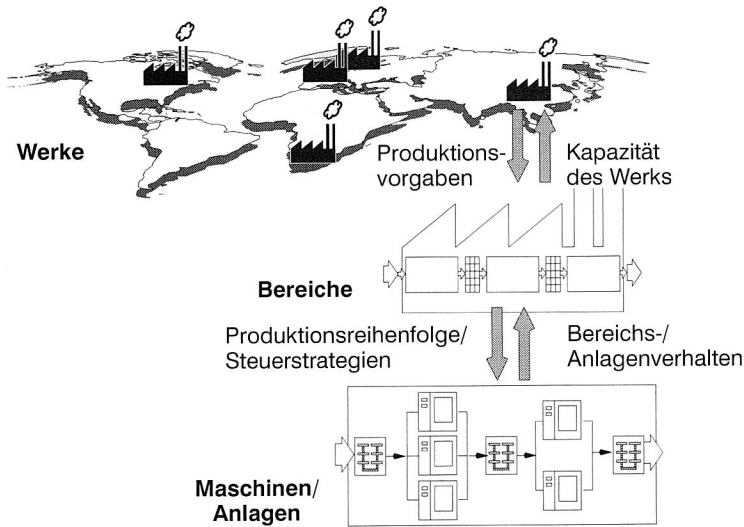 Werke
Produktions-
vorgaben
Kapazität
des Werks
Bereiche
Produktionsreihenfolge/
Steuerstrategien
Bereichs-/
Anlagenverhalten
Maschinen/
Anlagen